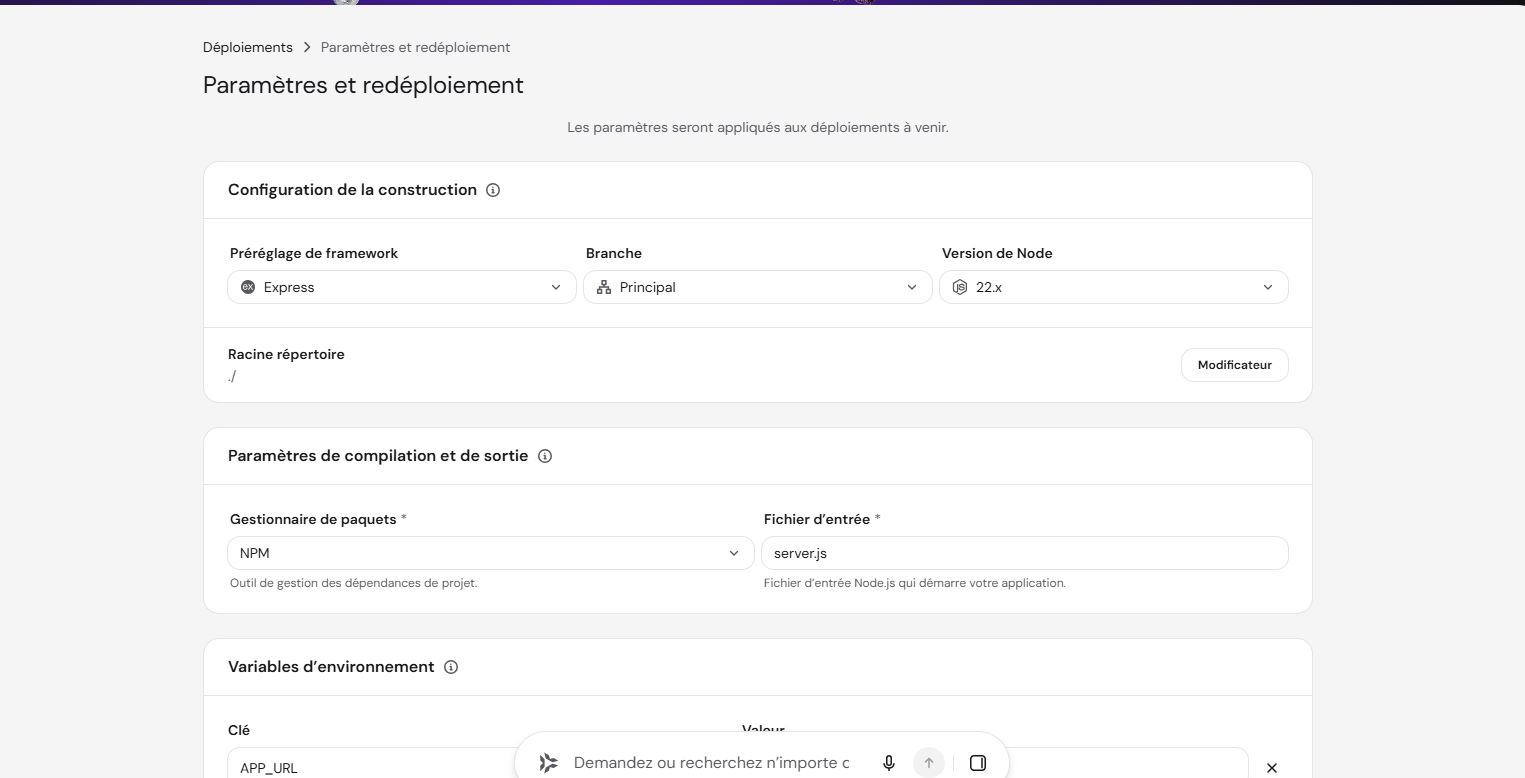 Déploiements > Paramètres et redéploiement
Paramètres et redéploiement
Les paramètres seront appliqués aux déploiements à venir.
Configuration de la construction
Préréglage de framework
Branche
Version de Node
ex Express
Principal
JS 22.x
Racine répertoire
./
Modificateur
Paramètres de compilation et de sortie
Gestionnaire de paquets *
Fichier d’entrée *
NPM
server.js
Outil de gestion des dépendances de projet.
Fichier d’entrée Node.js qui démarre votre application.
Variables d’environnement
Clé
Valeur
Demandez ou recherchez n’importe c
APP_URL